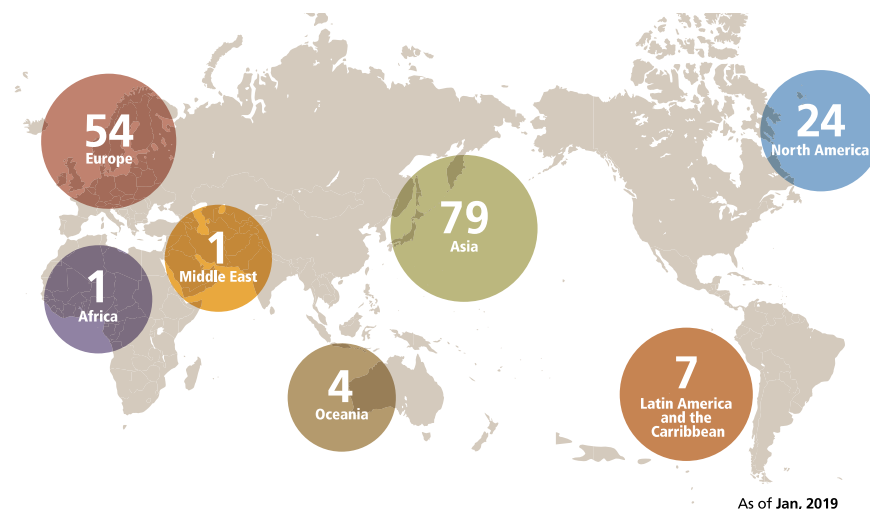 54
Europe
24
North America
79
Asia
1
Middle East
1
Africa
4
Oceania
7
Latin America
and the
Carribbean
As of Jan, 2019